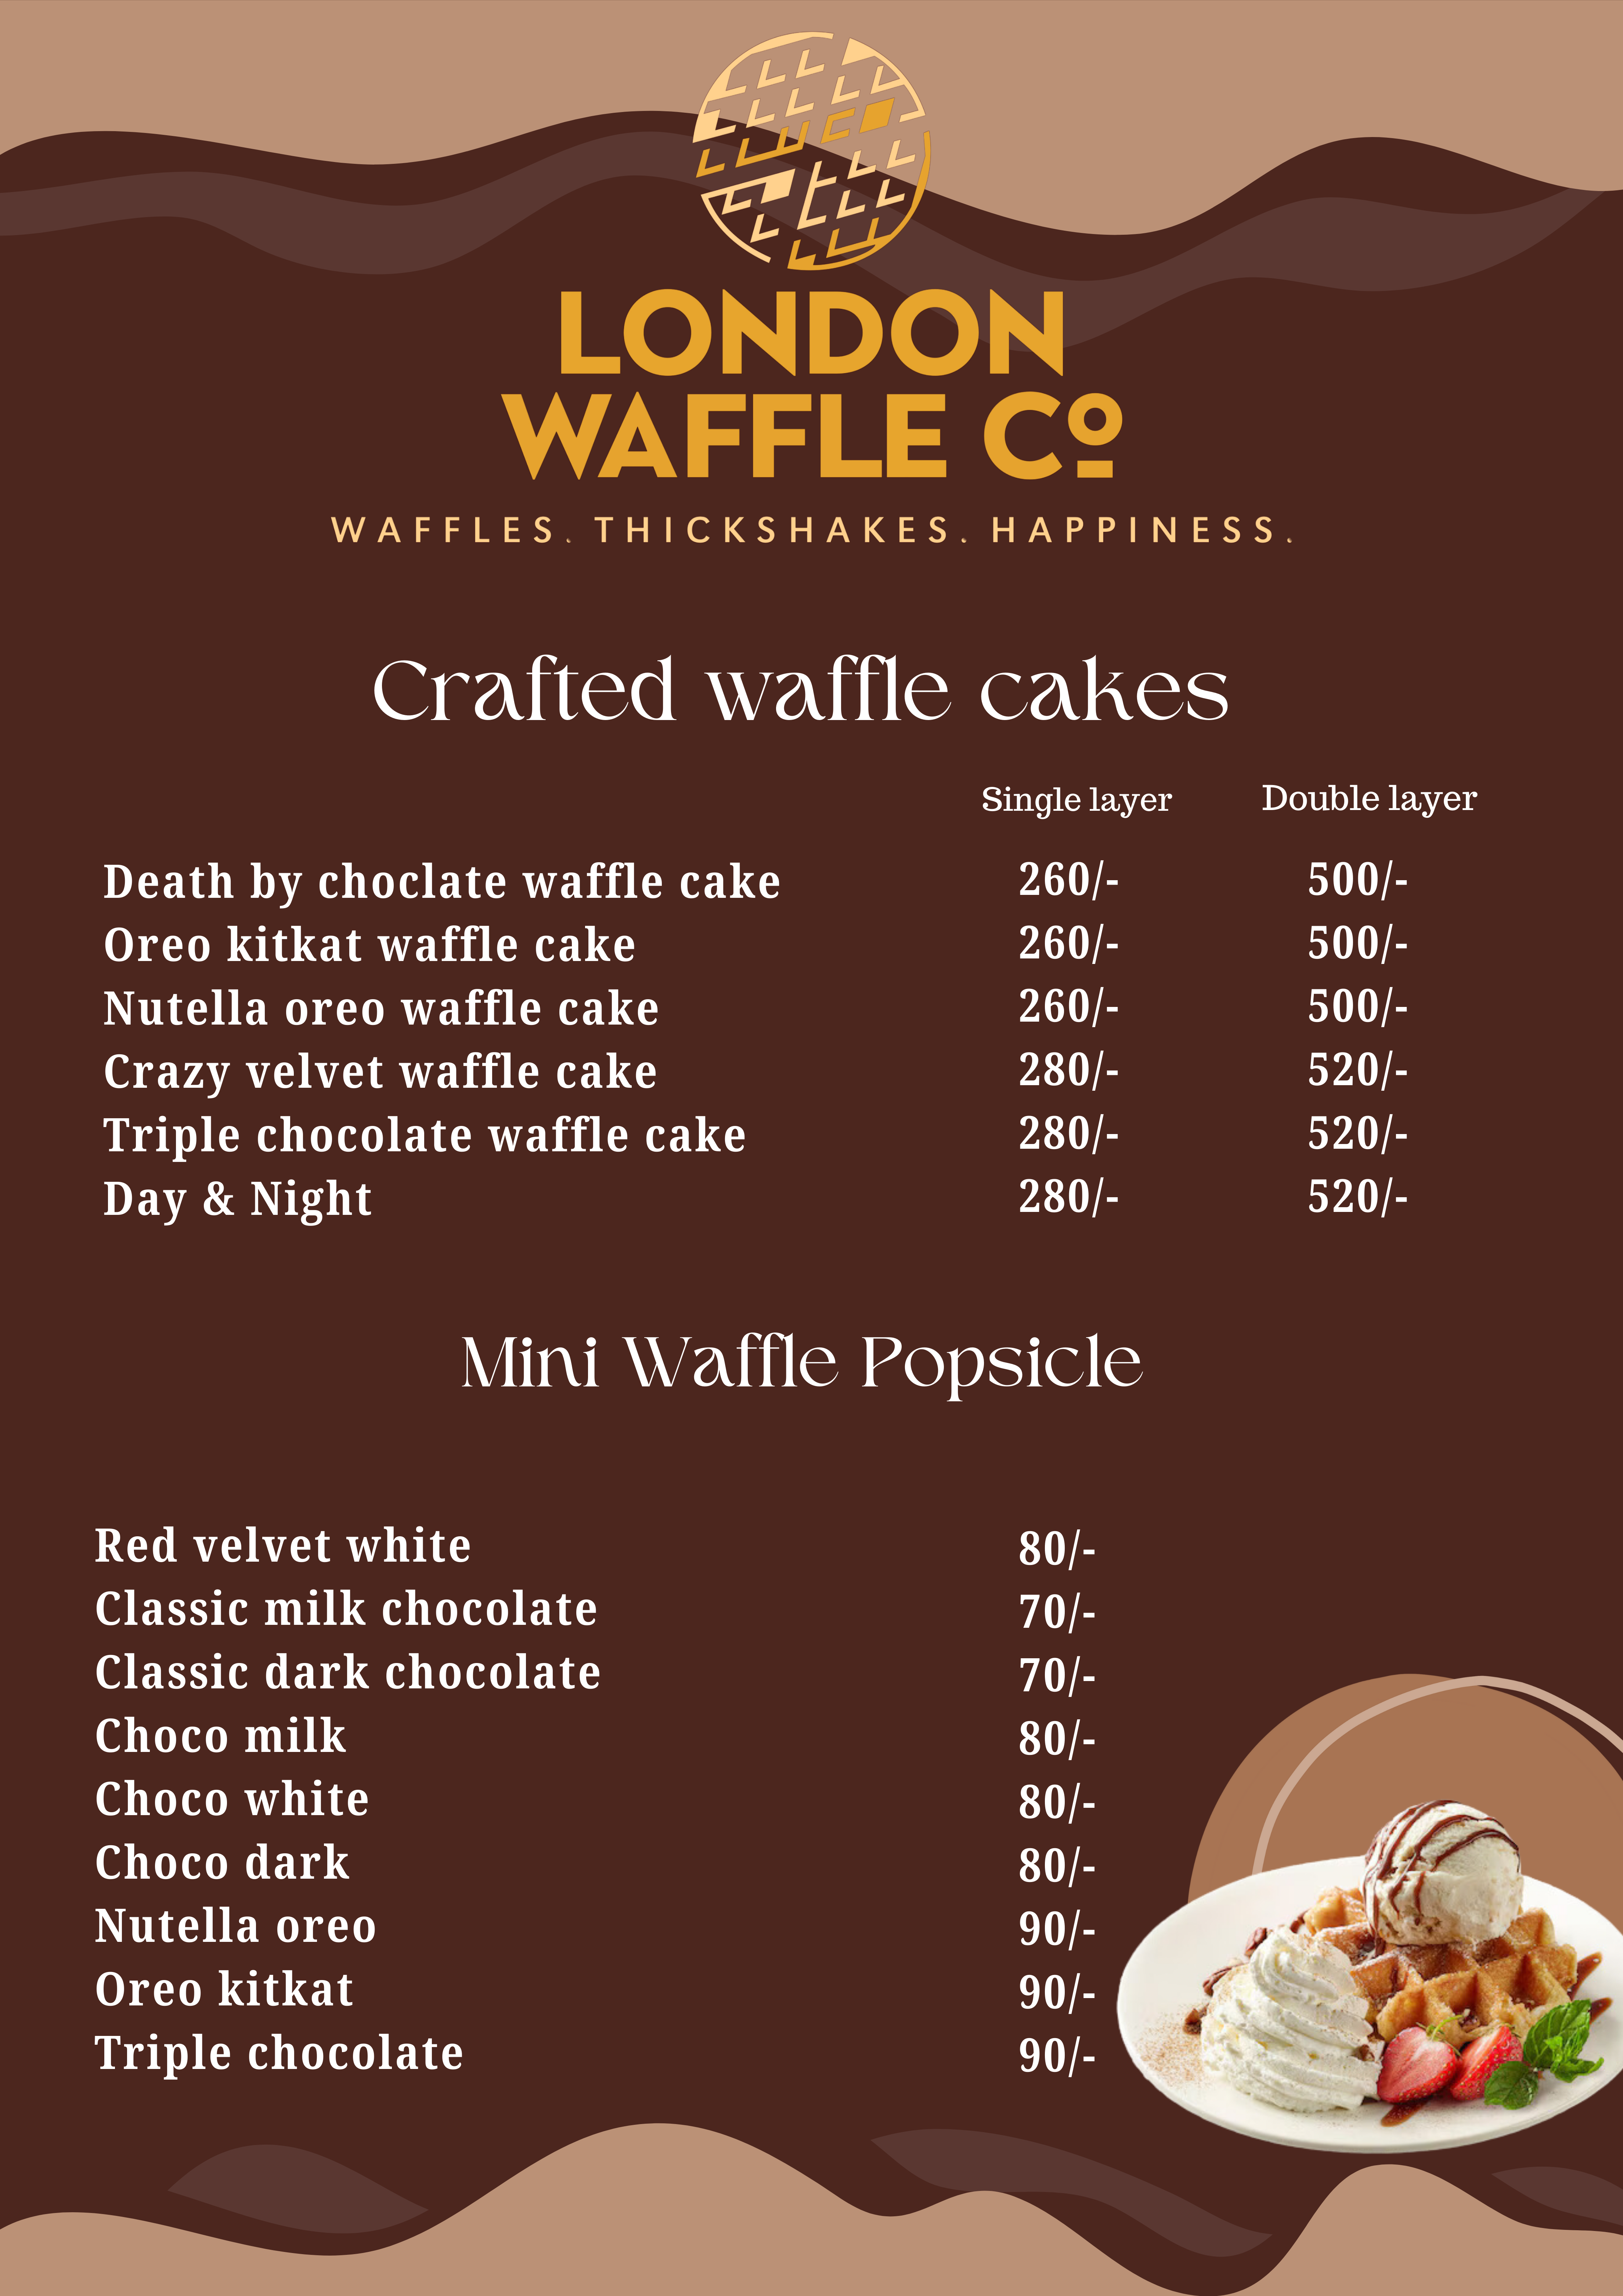 LONDON
WAFFLE Cº
WAFFLES. THICKSHAKES. HAPPINESS.
Crafted waffle cakes
Single layer Double layer
Death by choclate waffle cake 260/- 500/-
Oreo kitkat waffle cake 260/- 500/-
Nutella oreo waffle cake 260/- 500/-
Crazy velvet waffle cake 280/- 520/-
Triple chocolate waffle cake 280/- 520/-
Day & Night 280/- 520/-
Mini Waffle Popsicle
Red velvet white 80/-
Classic milk chocolate 70/-
Classic dark chocolate 70/-
Choco milk 80/-
Choco white 80/-
Choco dark 80/-
Nutella oreo 90/-
Oreo kitkat 90/-
Triple chocolate 90/-